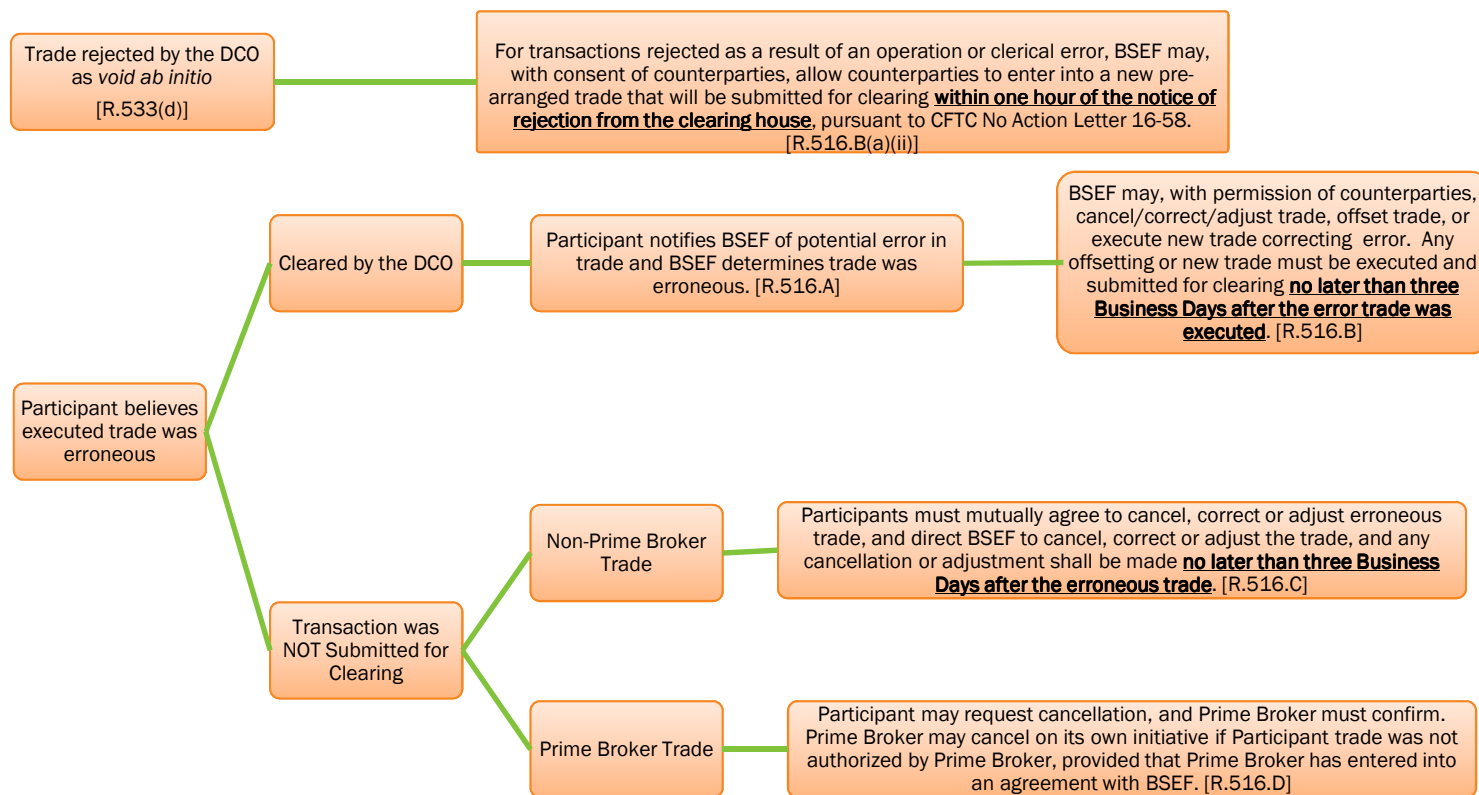 Trade rejected by the DCO
as void ab initio
[R.533(d)]
For transactions rejected as a result of an operation or clerical error, BSEF may,
with consent of counterparties, allow counterparties to enter into a new pre-
arranged trade that will be submitted for clearing within one hour of the notice of
rejection from the clearing house, pursuant to CFTC No Action Letter 16-58.
[R.516.B(a)(ii)]
BSEF may, with permission of counterparties,
cancel/correct/adjust trade, offset trade, or
execute new trade correcting error. Any
offsetting or new trade must be executed and
submitted for clearing no later than three
Business Days after the error trade was
executed. [R.516.B]
Cleared by the DCO
Participant notifies BSEF of potential error in
trade and BSEF determines trade was
erroneous. [R.516.A]
Participant believes
executed trade was
erroneous
Non-Prime Broker
Trade
Participants must mutually agree to cancel, correct or adjust erroneous
trade, and direct BSEF to cancel, correct or adjust the trade, and any
cancellation or adjustment shall be made no later than three Business
Days after the erroneous trade. [R.516.C]
Transaction was
NOT Submitted for
Clearing
Prime Broker Trade
Participant may request cancellation, and Prime Broker must confirm.
Prime Broker may cancel on its own initiative if Participant trade was not
authorized by Prime Broker, provided that Prime Broker has entered into
an agreement with BSEF. [R.516.D]